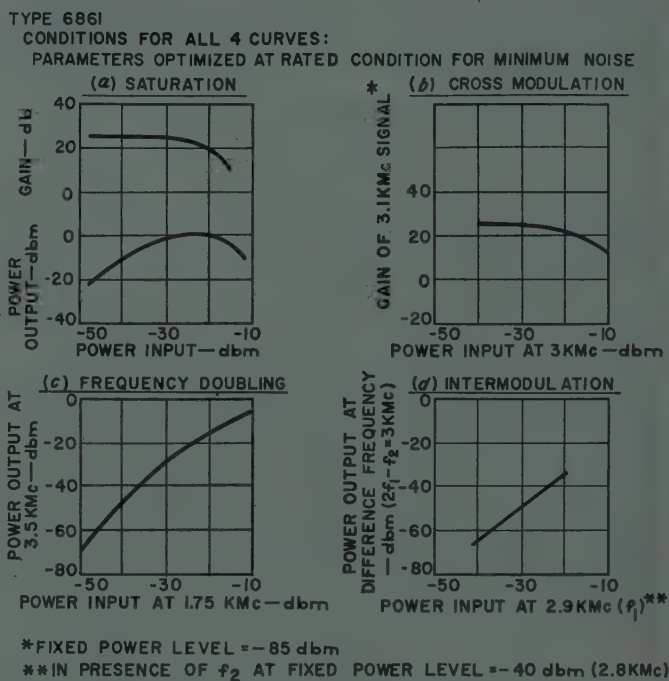 TYPE 6861
CONDITIONS FOR ALL 4 CURVES:
PARAMETERS OPTIMIZED AT RATED CONDITION FOR MINIMUM NOISE
(a) SATURATION
GAIN—db
40
20
0
POWER OUTPUT—dbm
0
-20
-40
-50 -30 -10
POWER INPUT—dbm
(b) CROSS MODULATION
* GAIN OF 3.1 KMc SIGNAL
40
20
0
-20
-50 -30 -10
POWER INPUT AT 3KMc—dbm
(c) FREQUENCY DOUBLING
POWER OUTPUT AT
3.5 KMc—dbm
0
-20
-40
-60
-80
-50 -30 -10
POWER INPUT AT 1.75 KMc—dbm
(d) INTERMODULATION
POWER OUTPUT AT
DIFFERENCE FREQUENCY
—dbm (2f₁-f₂=3KMc)
0
-20
-40
-60
-80
-50 -30 -10
POWER INPUT AT 2.9KMc (f₁)**
*FIXED POWER LEVEL =-85 dbm
**IN PRESENCE OF f₂ AT FIXED POWER LEVEL =-40 dbm (2.8KMc)